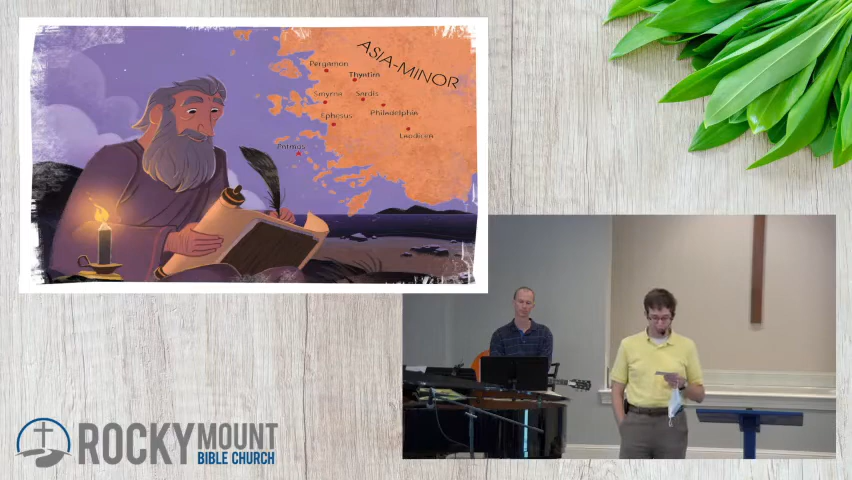 ASIA-MINOR
Pergamon
Thyatira
Smyrna
Sardis
Ephesus
Philadelphia
Laodicea
Patmos
ROCKY MOUNT
BIBLE CHURCH